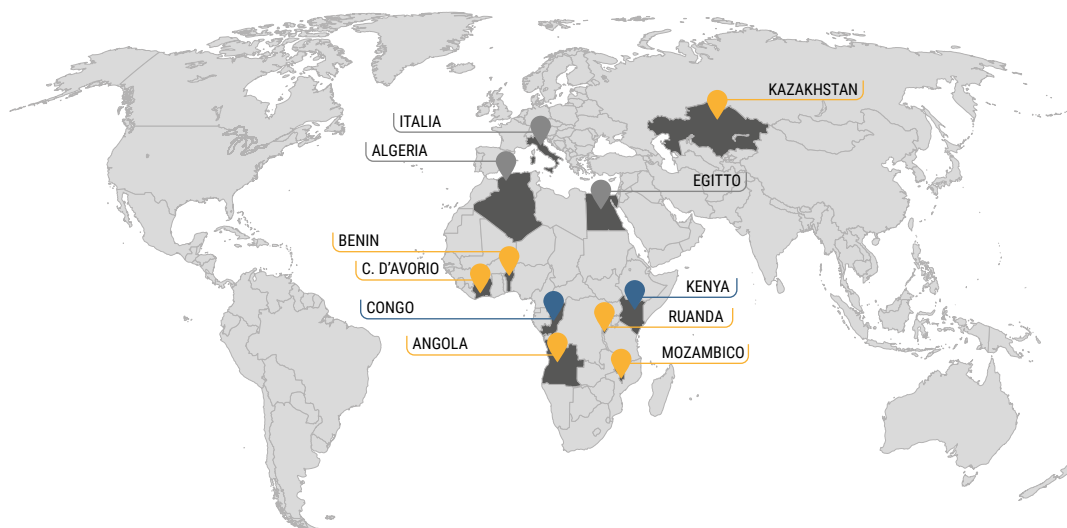 KAZAKHSTAN
ITALIA
ALGERIA
EGITTO
BENIN
C. D'AVORIO
KENYA
CONGO
RUANDA
ANGOLA
MOZAMBICO